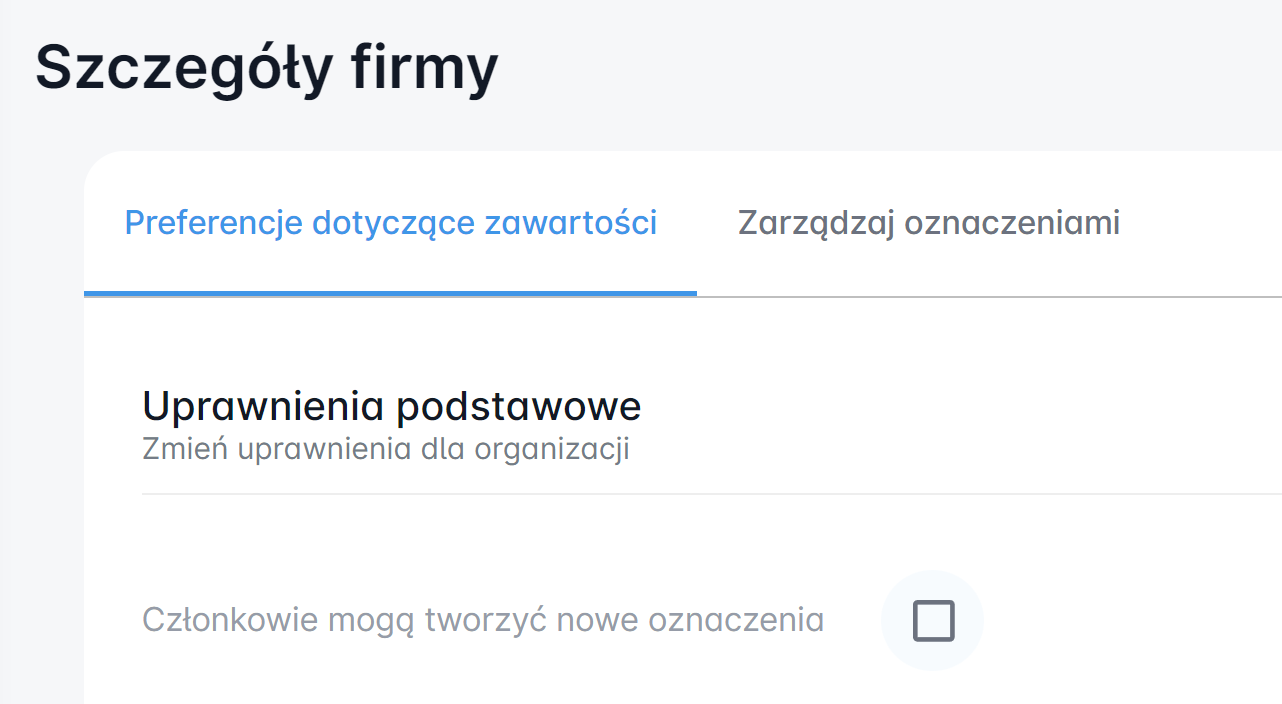 Szczegóły firmy
Preferencje dotyczące zawartości
Zarządzaj oznaczeniami
Uprawnienia podstawowe
Zmień uprawnienia dla organizacji
Członkowie mogą tworzyć nowe oznaczenia